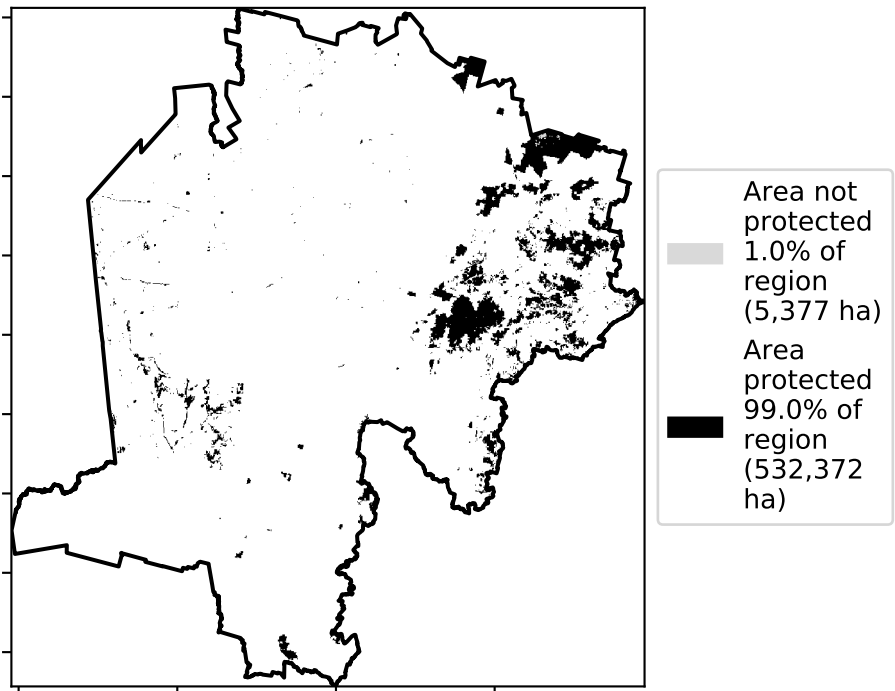 Area not
protected
1.0% of
region
(5,377 ha)
Area
protected
99.0% of
region
(532,372
ha)